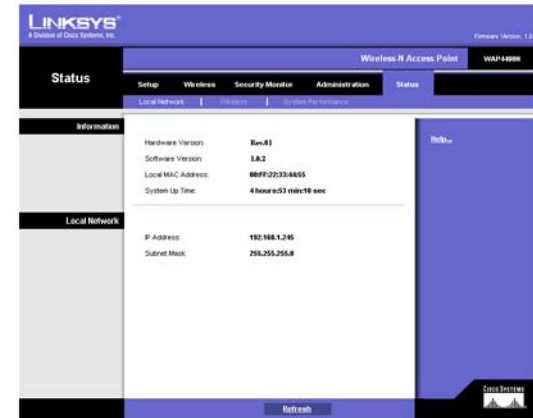 LINKSYS®
A Division of Cisco Systems, Inc.
Firmware Version: 1.0
Wireless-N Access Point WAP4400N
Status
Setup Wireless Security Monitor Administration Status
Local Network | Wireless | System Performance
Information
Help...
Hardware Version: Rev.01
Software Version: 1.0.2
Local MAC Address: 00:FF:22:33:44:55
System Up Time: 4 hours:53 min:10 sec
Local Network
IP Address: 192.168.1.245
Subnet Mask: 255.255.255.0
Refresh
CISCO SYSTEMS